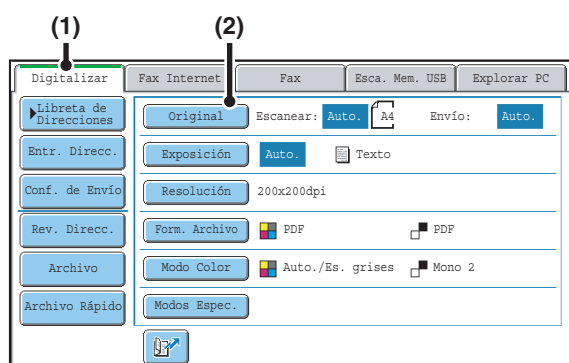 (1) (2)
Digitalizar Fax Internet Fax Esca. Mem. USB Explorar PC
Libreta de
Direcciones
Original Escanear: Auto. A4 Envío: Auto.
Entr. Direcc.
Exposición Auto. Texto
Conf. de Envío
Resolución 200x200dpi
Rev. Direcc.
Form. Archivo PDF PDF
Archivo
Modo Color Auto./Es. grises Mono 2
Archivo Rápido
Modos Espec.